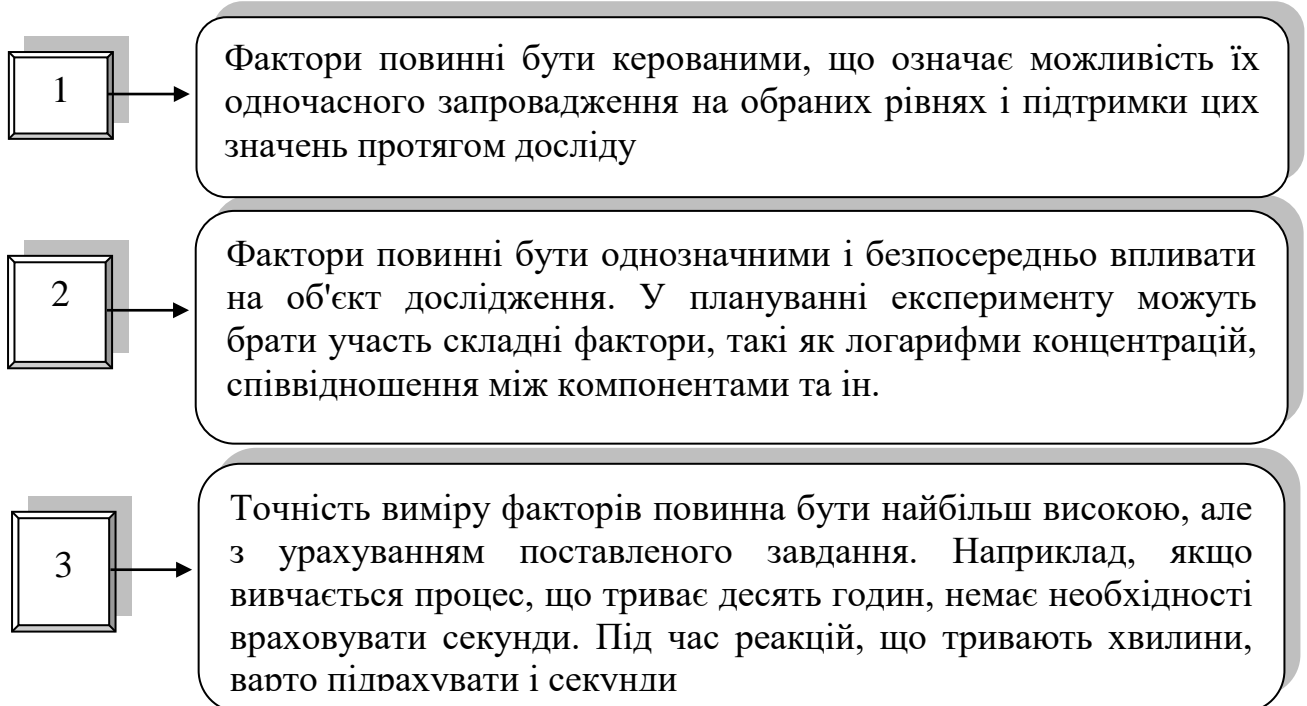 1
Фактори повинні бути керованими, що означає можливість їх
одночасного запровадження на обраних рівнях і підтримки цих
значень протягом досліду
2
Фактори повинні бути однозначними і безпосередньо впливати
на об'єкт дослідження. У плануванні експерименту можуть
брати участь складні фактори, такі як логарифми концентрацій,
співвідношення між компонентами та ін.
3
Точність виміру факторів повинна бути найбільш високою, але
з урахуванням поставленого завдання. Наприклад, якщо
вивчається процес, що триває десять годин, немає необхідності
враховувати секунди. Під час реакцій, що тривають хвилини,
варто підрахувати і секунди